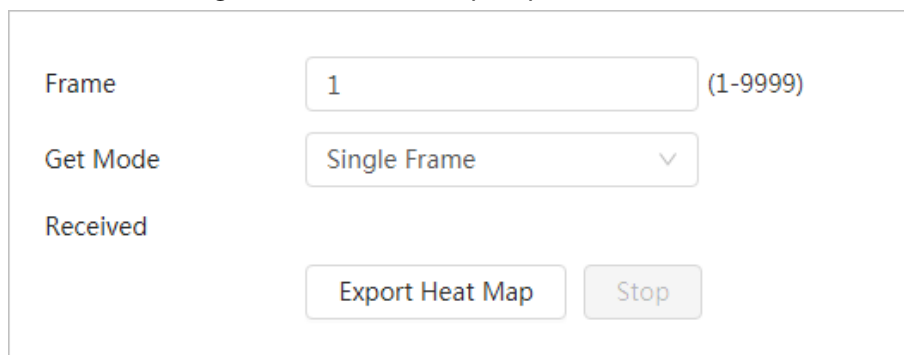 Frame 1 (1-9999)
Get Mode Single Frame
Received
Export Heat Map Stop